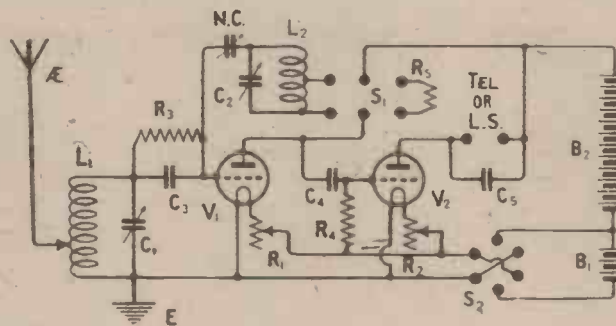 N.C.
L₂
Æ
C₂
S₁
R₅
TEL
OR
L.S.
R₃
L₁
B₂
C₃
V₁
C₄
V₂
C₅
C₁
R₁
R₄
R₂
B₁
S₂
E